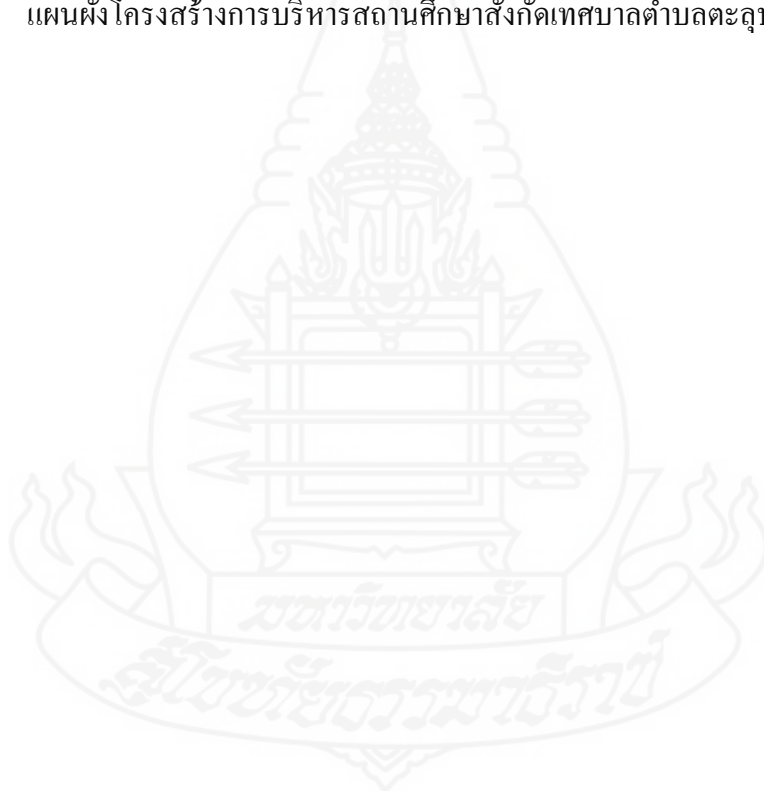 แผนผังโครงสร้างการบริหารสถานศึกษาสังกัดเทศบาลตำบลตะลุบ
มหาวิทยาลัย
สุโขทัยธรรมาธิราช